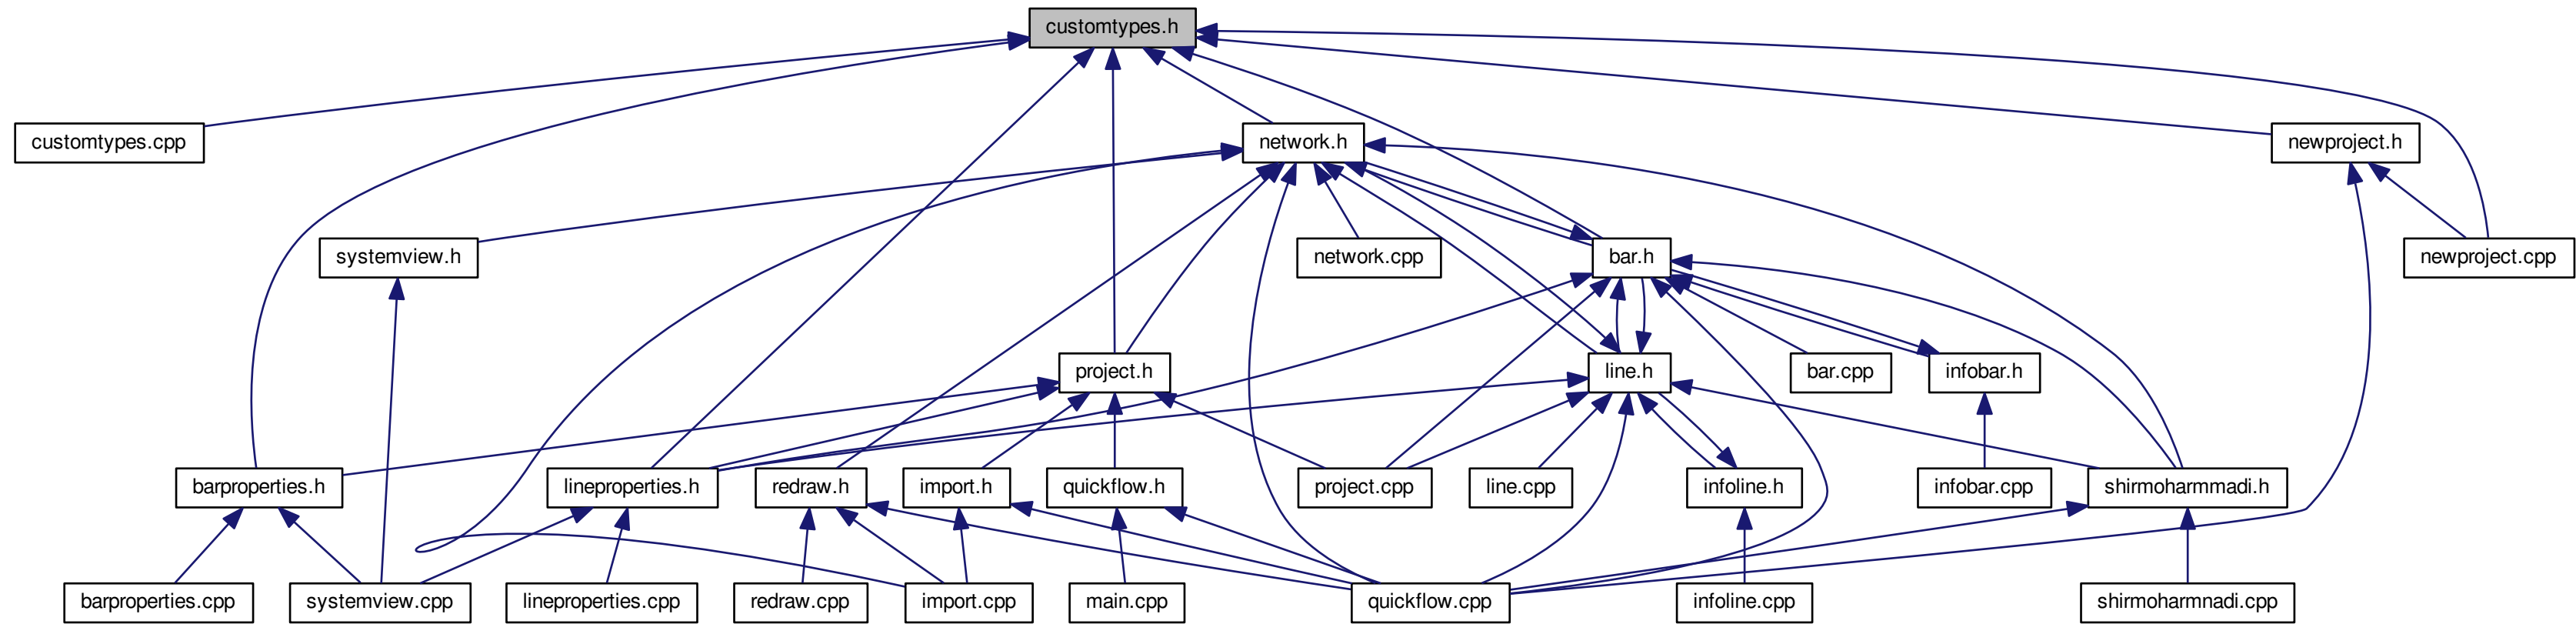 customtypes.h
customtypes.cpp
network.h
newproject.h
systemview.h
network.cpp
bar.h
newproject.cpp
project.h
line.h
bar.cpp
infobar.h
barproperties.h
lineproperties.h
redraw.h
import.h
quickflow.h
project.cpp
line.cpp
infoline.h
infobar.cpp
shirmoharmmadi.h
barproperties.cpp
systemview.cpp
lineproperties.cpp
redraw.cpp
import.cpp
main.cpp
quickflow.cpp
infoline.cpp
shirmoharmnadi.cpp